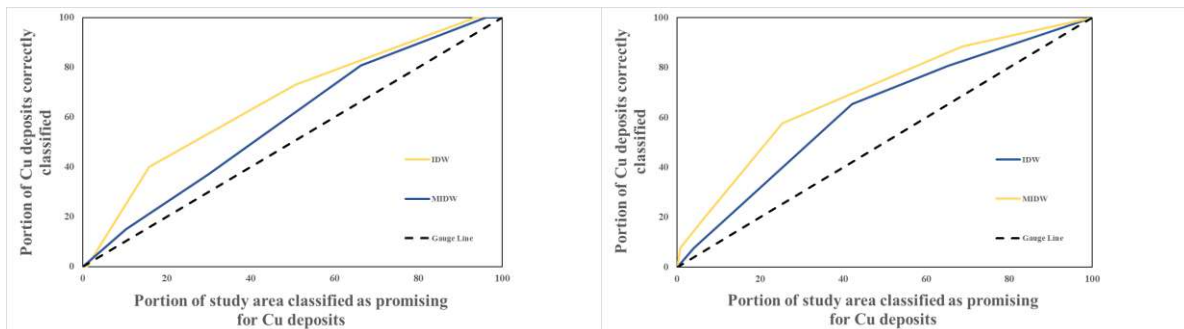 Portion of Cu deposits correctly
classified
100
80
60
40
20
0
0
20
40
60
80
100
IDW
MIDW
Gauge Line
Portion of study area classified as promising
for Cu deposits
Portion of Cu deposits correctly
classified
100
80
60
40
20
0
0
20
40
60
80
100
IDW
MIDW
Gauge Line
Portion of study area classified as promising
for Cu deposits